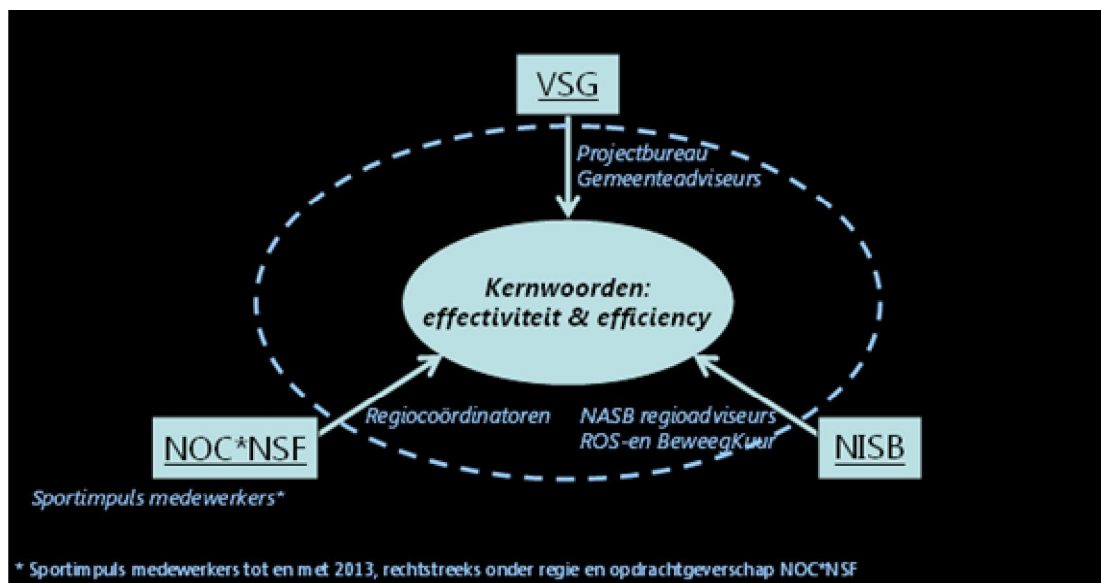 VSG
Projectbureau
Gemeenteadviseurs
Kernwoorden:
effectiviteit & efficiency
Regiocoördinatoren
NASB regioadviseurs
ROS-en BeweegKuur
NOC*NSF
NISB
Sportimpuls medewerkers*
* Sportimpuls medewerkers tot en met 2013, rechtstreeks onder regie en opdrachtgeverschap NOC*NSF